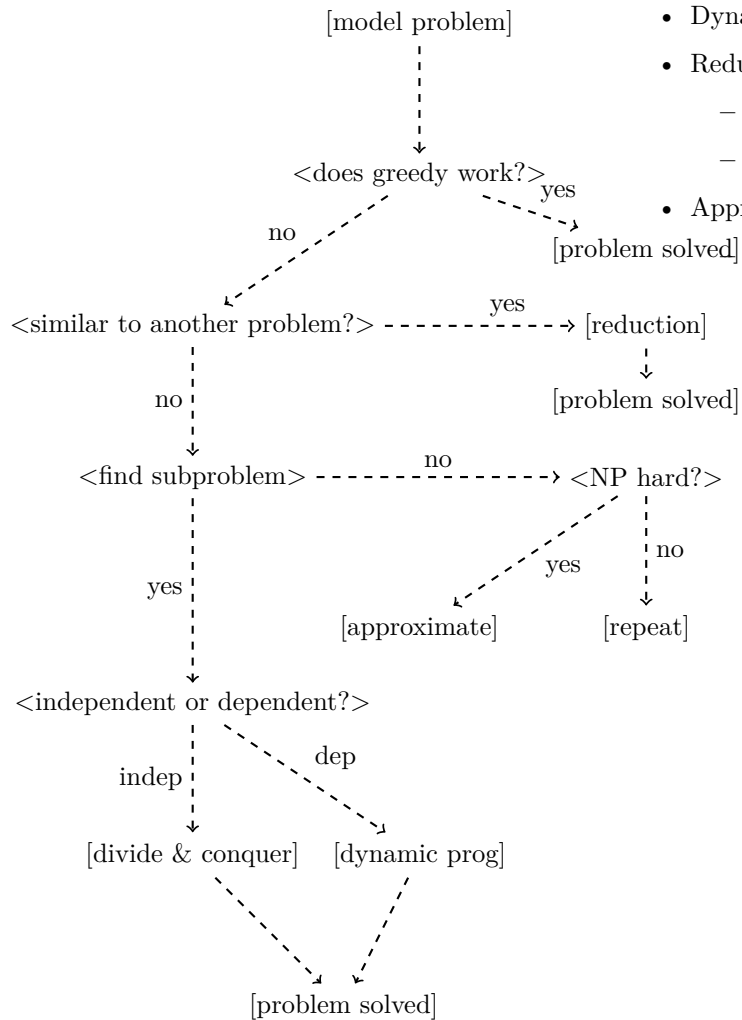 [model problem]
• Dyna
• Redu
–
–
<does greedy work?>
yes
• Appr
no
[problem solved]
<similar to another problem?>
yes
[reduction]
no
[problem solved]
<find subproblem>
no
<NP hard?>
yes
yes
no
[approximate]
[repeat]
<independent or dependent?>
indep
dep
[divide & conquer]
[dynamic prog]
[problem solved]